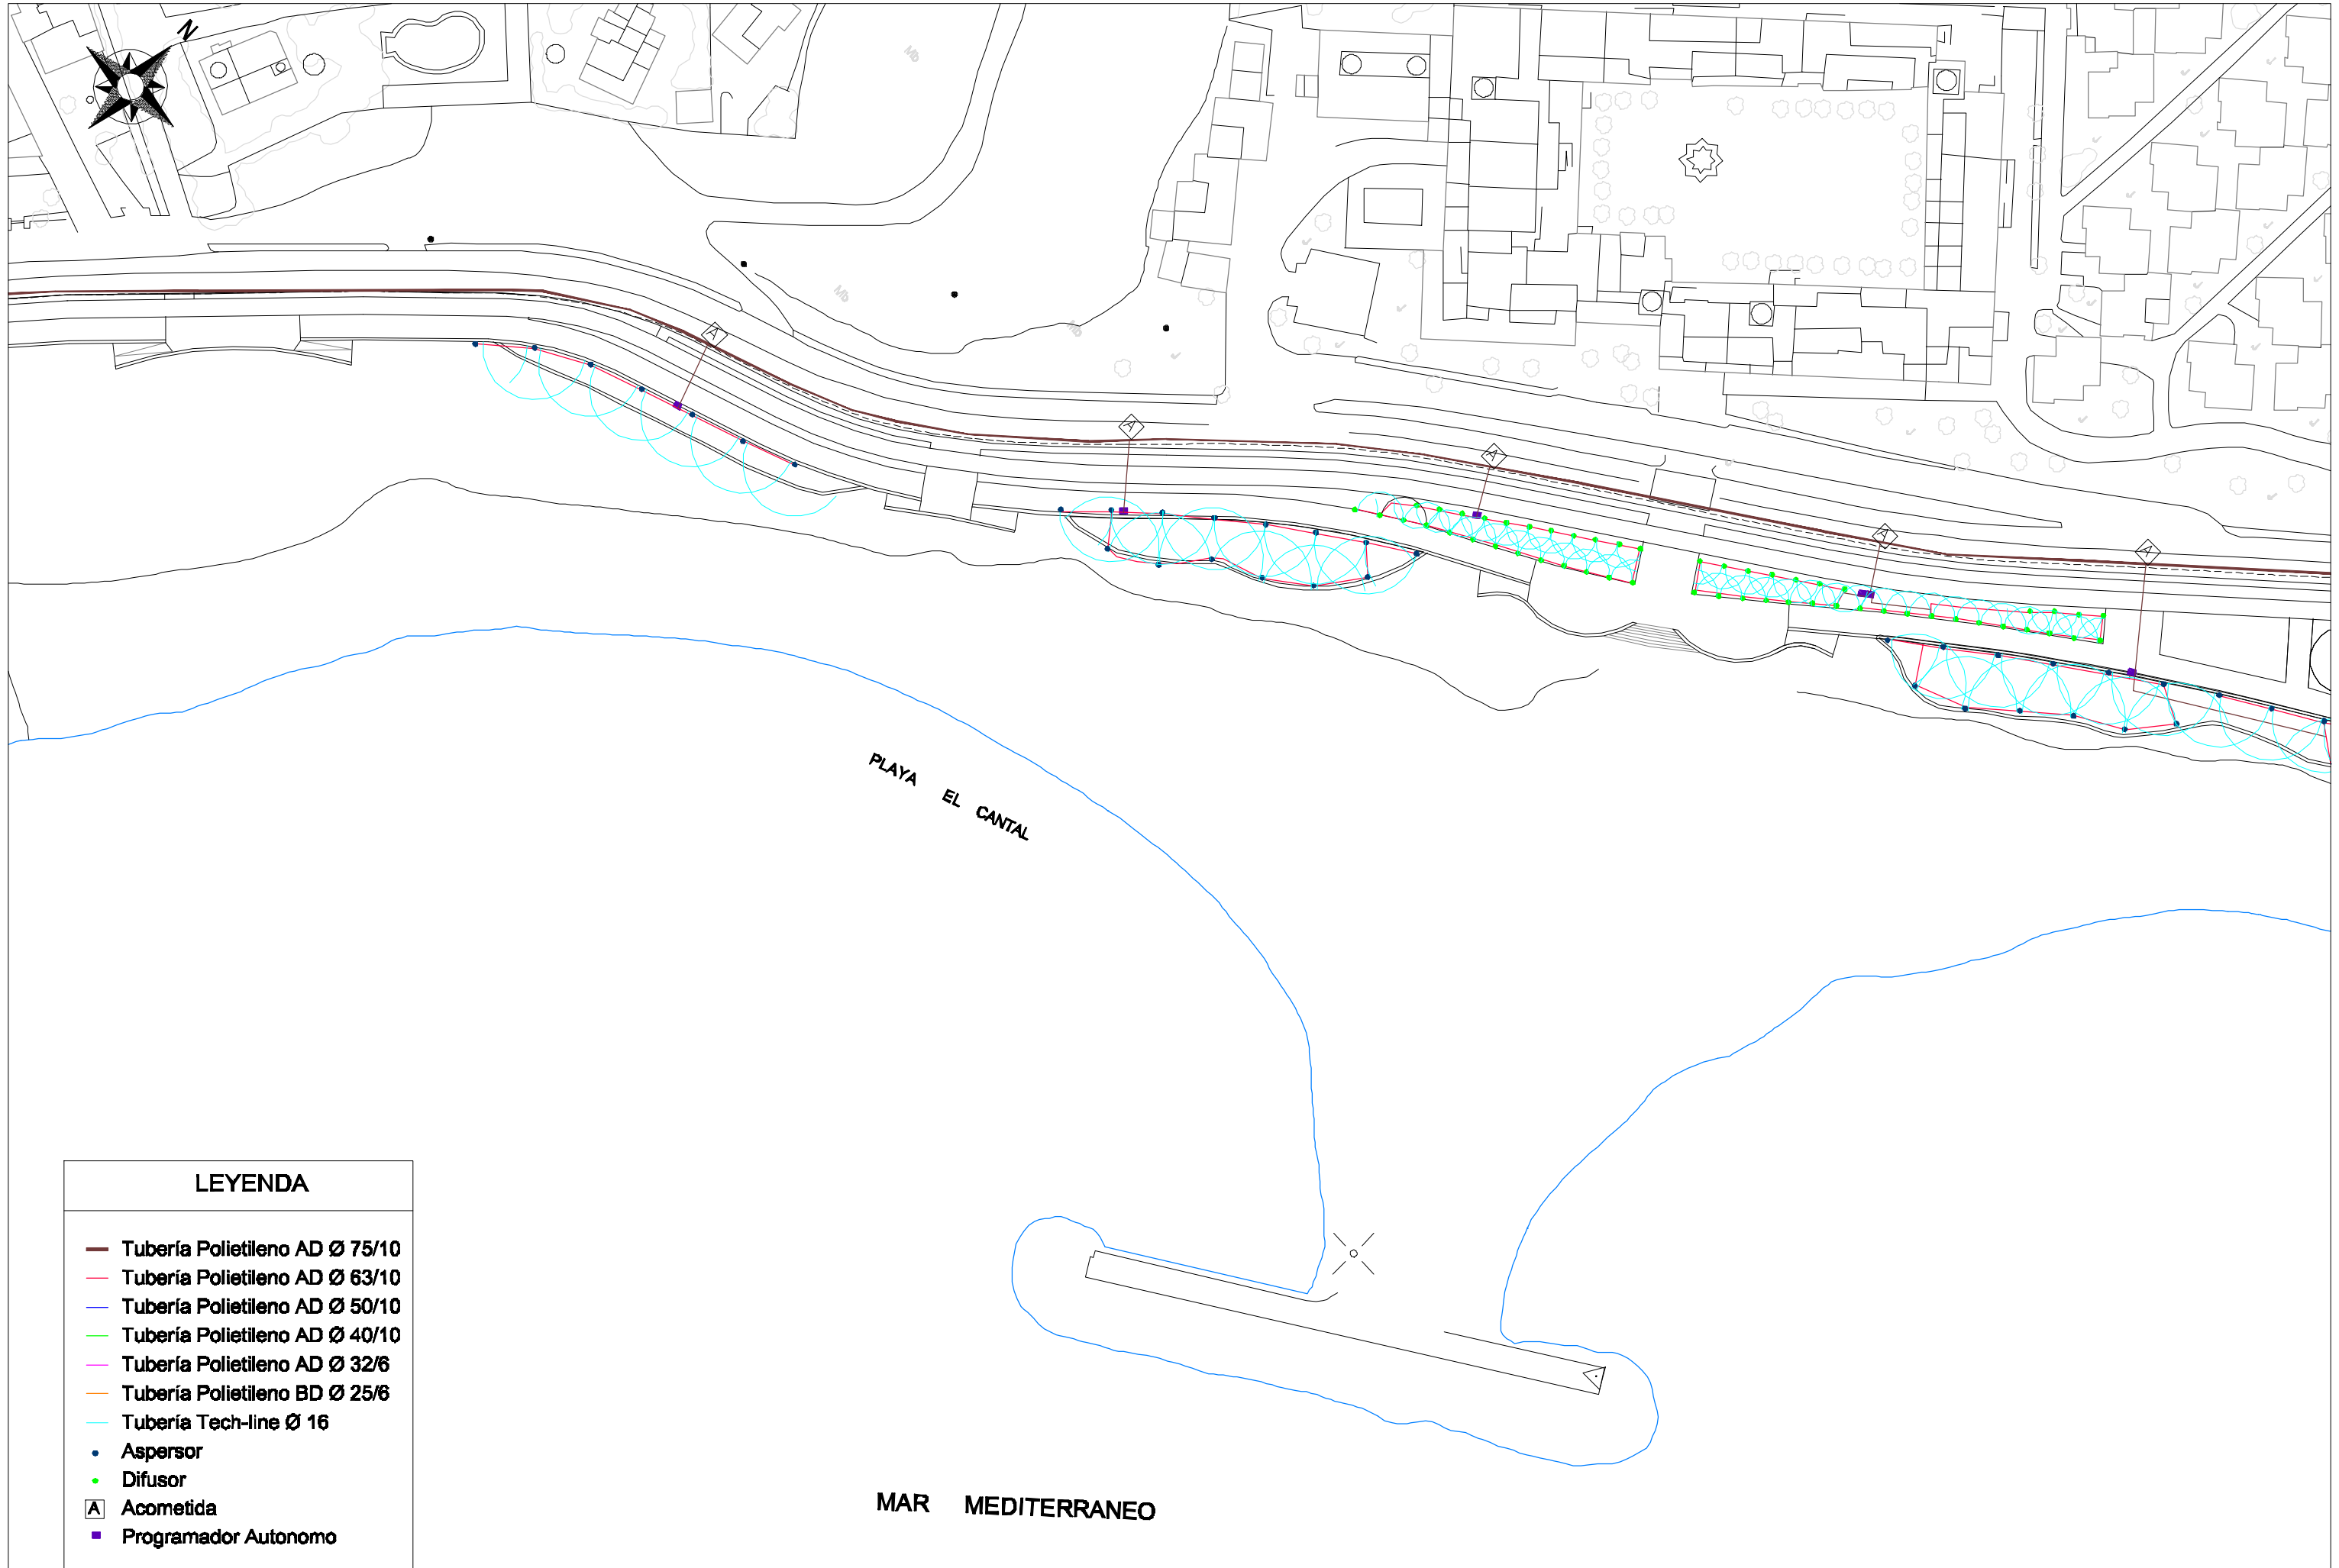 N
A
A
A
A
A
PLAYA EL CANTAL
LEYENDA
Tubería Polietileno AD Ø 75/10
Tubería Polietileno AD Ø 63/10
Tubería Polietileno AD Ø 50/10
Tubería Polietileno AD Ø 40/10
Tubería Polietileno AD Ø 32/6
Tubería Polietileno BD Ø 25/6
Tubería Tech-line Ø 16
Aspersor
Difusor
A Acometida
Programador Autonomo
MAR MEDITERRANEO